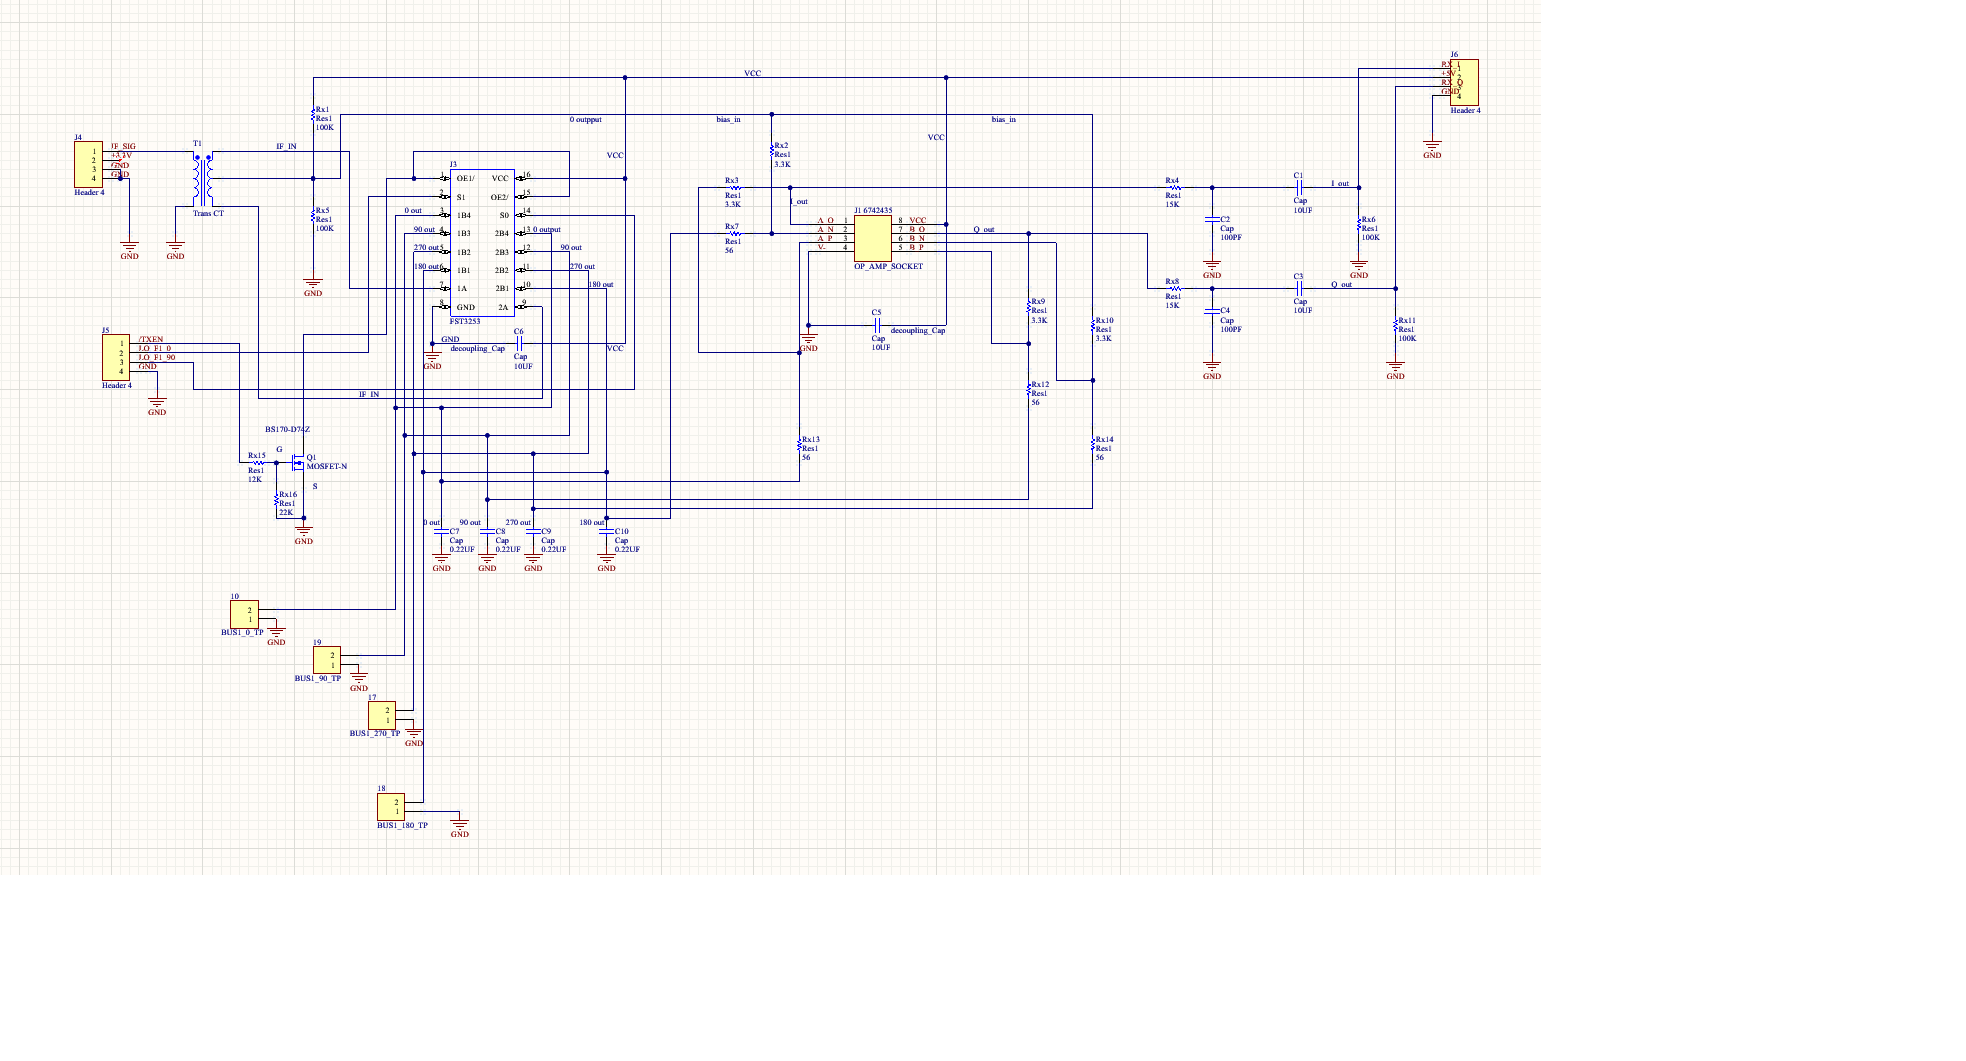 J6
RX_I 1
VCC
+5V 2
RX_Q 3
GND 4
Header 4
Rx1
Res1
100K
0 outpput
bias_in
bias_in
VCC
GND
J4
1 IF_SIG
2 +3.3V
3 GND
4 GND
Header 4
T1
Trans CT
IF_IN
VCC
Rx2
Res1
3.3K
J3
1 OE1/ VCC 16
2 S1 OE2/ 15
0 out 3 1B4 S0 14
90 out 4 1B3 2B4 13 0 output
270 out 5 1B2 2B3 12 90 out
180 out 6 1B1 2B2 11 270 out
7 1A 2B1 10 180 out
8 GND 2A 9
FST3253
Rx3
Res1
3.3K
I_out
Rx4
Res1
15K
C1
Cap
10UF
I_out
Rx5
Res1
100K
GND
GND
GND
Rx7
Res1
56
J1 6742435
A_O 1 8 VCC
A_N 2 7 B_O
A_P 3 6 B_N
V- 4 5 B_P
OP_AMP_SOCKET
Q_out
C2
Cap
100PF
GND
Rx6
Res1
100K
GND
Rx8
Res1
15K
C3
Cap
10UF
Q_out
C4
Cap
100PF
GND
Rx11
Res1
100K
GND
Rx9
Res1
3.3K
Rx10
Res1
3.3K
C5
Cap
10UF
decoupling_Cap
GND
J5
1 /TXEN
2 LO_F1_0
3 LO_F1_90
4 GND
Header 4
GND
GND
GND
decoupling_Cap
C6
Cap
10UF
VCC
IF_IN
Rx12
Res1
56
BS170-D74Z
G
Q1
MOSFET-N
S
Rx15
Res1
12K
Rx16
Res1
22K
GND
Rx13
Res1
56
Rx14
Res1
56
0 out
C7
Cap
0.22UF
GND
90 out
C8
Cap
0.22UF
GND
270 out
C9
Cap
0.22UF
GND
180 out
C10
Cap
0.22UF
GND
10
2
1
BUS1_0_TP
GND
19
2
1
BUS1_90_TP
GND
17
2
1
BUS1_270_TP
GND
18
2
1
BUS1_180_TP
GND